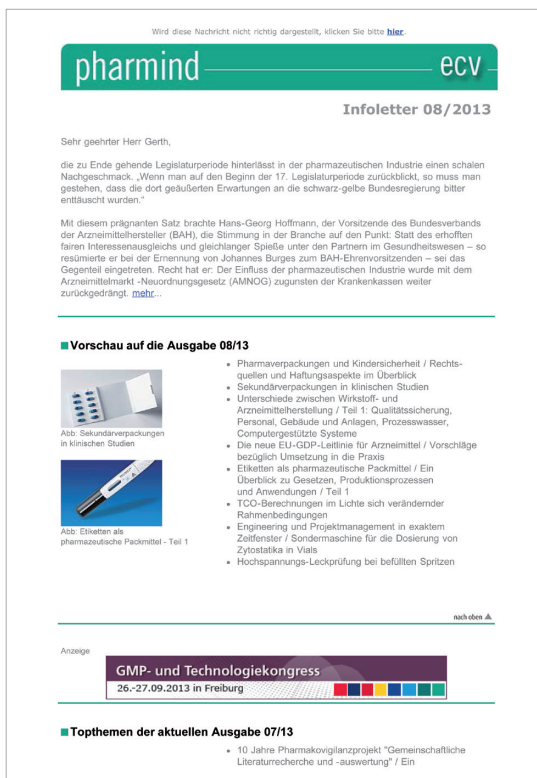 Wird diese Nachricht nicht richtig dargestellt, klicken Sie bitte hier.
pharmind
ecv
Infoletter 08/2013
Sehr geehrter Herr Gerth,
die zu Ende gehende Legislaturperiode hinterlässt in der pharmazeutischen Industrie einen schalen
Nachgeschmack. „Wenn man auf den Beginn der 17. Legislaturperiode zurückblickt, so muss man
gestehen, dass die dort geäußerten Erwartungen an die schwarz-gelbe Bundesregierung bitter
enttäuscht wurden.“
Mit diesem prägnanten Satz brachte Hans-Georg Hoffmann, der Vorsitzende des Bundesverbands
der Arzneimittelhersteller (BAH), die Stimmung in der Branche auf den Punkt: Statt des erhofften
fairen Interessenausgleichs und gleichlanger Spieße unter den Partnern im Gesundheitswesen – so
resümierte er bei der Ernennung von Johannes Burges zum BAH-Ehrenvorsitzenden – sei das
Gegenteil eingetreten. Recht hat er: Der Einfluss der pharmazeutischen Industrie wurde mit dem
Arzneimittelmarkt -Neuordnungsgesetz (AMNOG) zugunsten der Krankenkassen weiter
zurückgedrängt. mehr...
Vorschau auf die Ausgabe 08/13
Abb: Sekundärverpackungen
in klinischen Studien
Abb: Etiketten als
pharmazeutische Packmittel - Teil 1
• Pharmaverpackungen und Kindersicherheit / Rechts-
quellen und Haftungsaspekte im Überblick
• Sekundärverpackungen in klinischen Studien
• Unterschiede zwischen Wirkstoff- und
Arzneimittelherstellung / Teil 1: Qualitätssicherung,
Personal, Gebäude und Anlagen, Prozesswasser,
Computergestützte Systeme
• Die neue EU-GDP-Leitlinie für Arzneimittel / Vorschläge
bezüglich Umsetzung in die Praxis
• Etiketten als pharmazeutische Packmittel / Ein
Überblick zu Gesetzen, Produktionsprozessen
und Anwendungen / Teil 1
• TCO-Berechnungen im Lichte sich verändernder
Rahmenbedingungen
• Engineering und Projektmanagement in exaktem
Zeitfenster / Sondermaschine für die Dosierung von
Zytostatika in Vials
• Hochspannungs-Leckprüfung bei befüllten Spritzen
nach oben
Anzeige
GMP- und Technologiekongress
26.-27.09.2013 in Freiburg
Topthemen der aktuellen Ausgabe 07/13
• 10 Jahre Pharmakovigilanzprojekt "Gemeinschaftliche
Literaturrecherche und -auswertung" / Ein